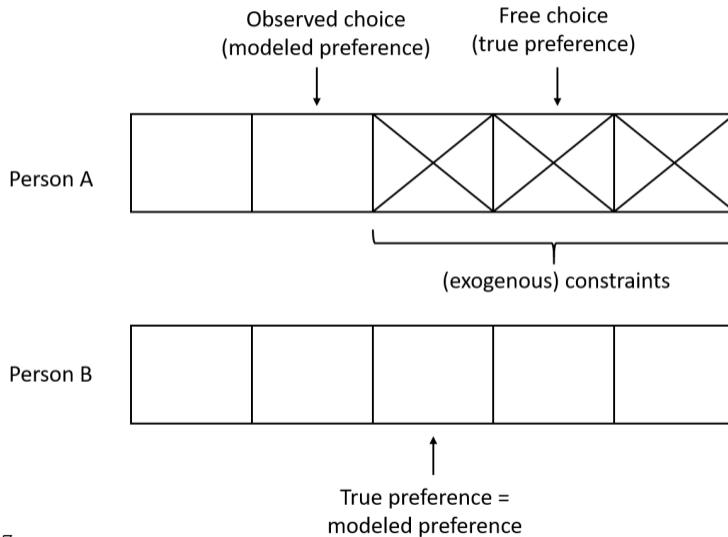 Observed choice
(modeled preference)
Free choice
(true preference)
Person A
(exogenous) constraints
Person B
True preference =
modeled preference